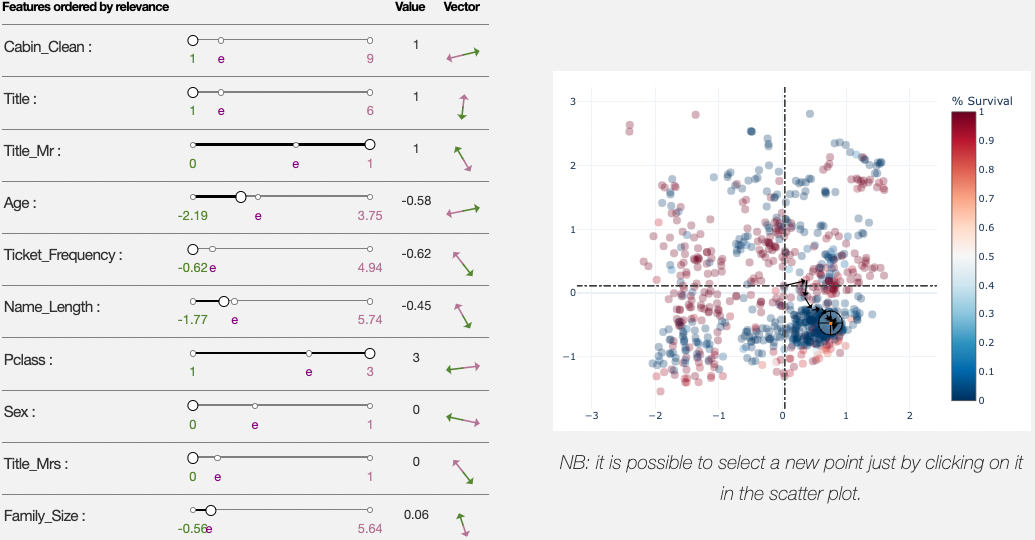 Features ordered by relevance Value Vector
Cabin_Clean : 1
1 e 9
Title : 1
1 e 6
Title_Mr : 1
0 e 1
Age : -0.58
-2.19 e 3.75
Ticket_Frequency : -0.62
-0.62 e 4.94
Name_Length : -0.45
-1.77 e 5.74
Pclass : 3
1 e 3
Sex : 0
0 e 1
Title_Mrs : 0
0 e 1
Family_Size : 0.06
-0.56 e 5.64
% Survival
3
2
1
0
−1
−3 −2 −1 0 1 2
1
0.9
0.8
0.7
0.6
0.5
0.4
0.3
0.2
0.1
0
NB: it is possible to select a new point just by clicking on it
in the scatter plot.